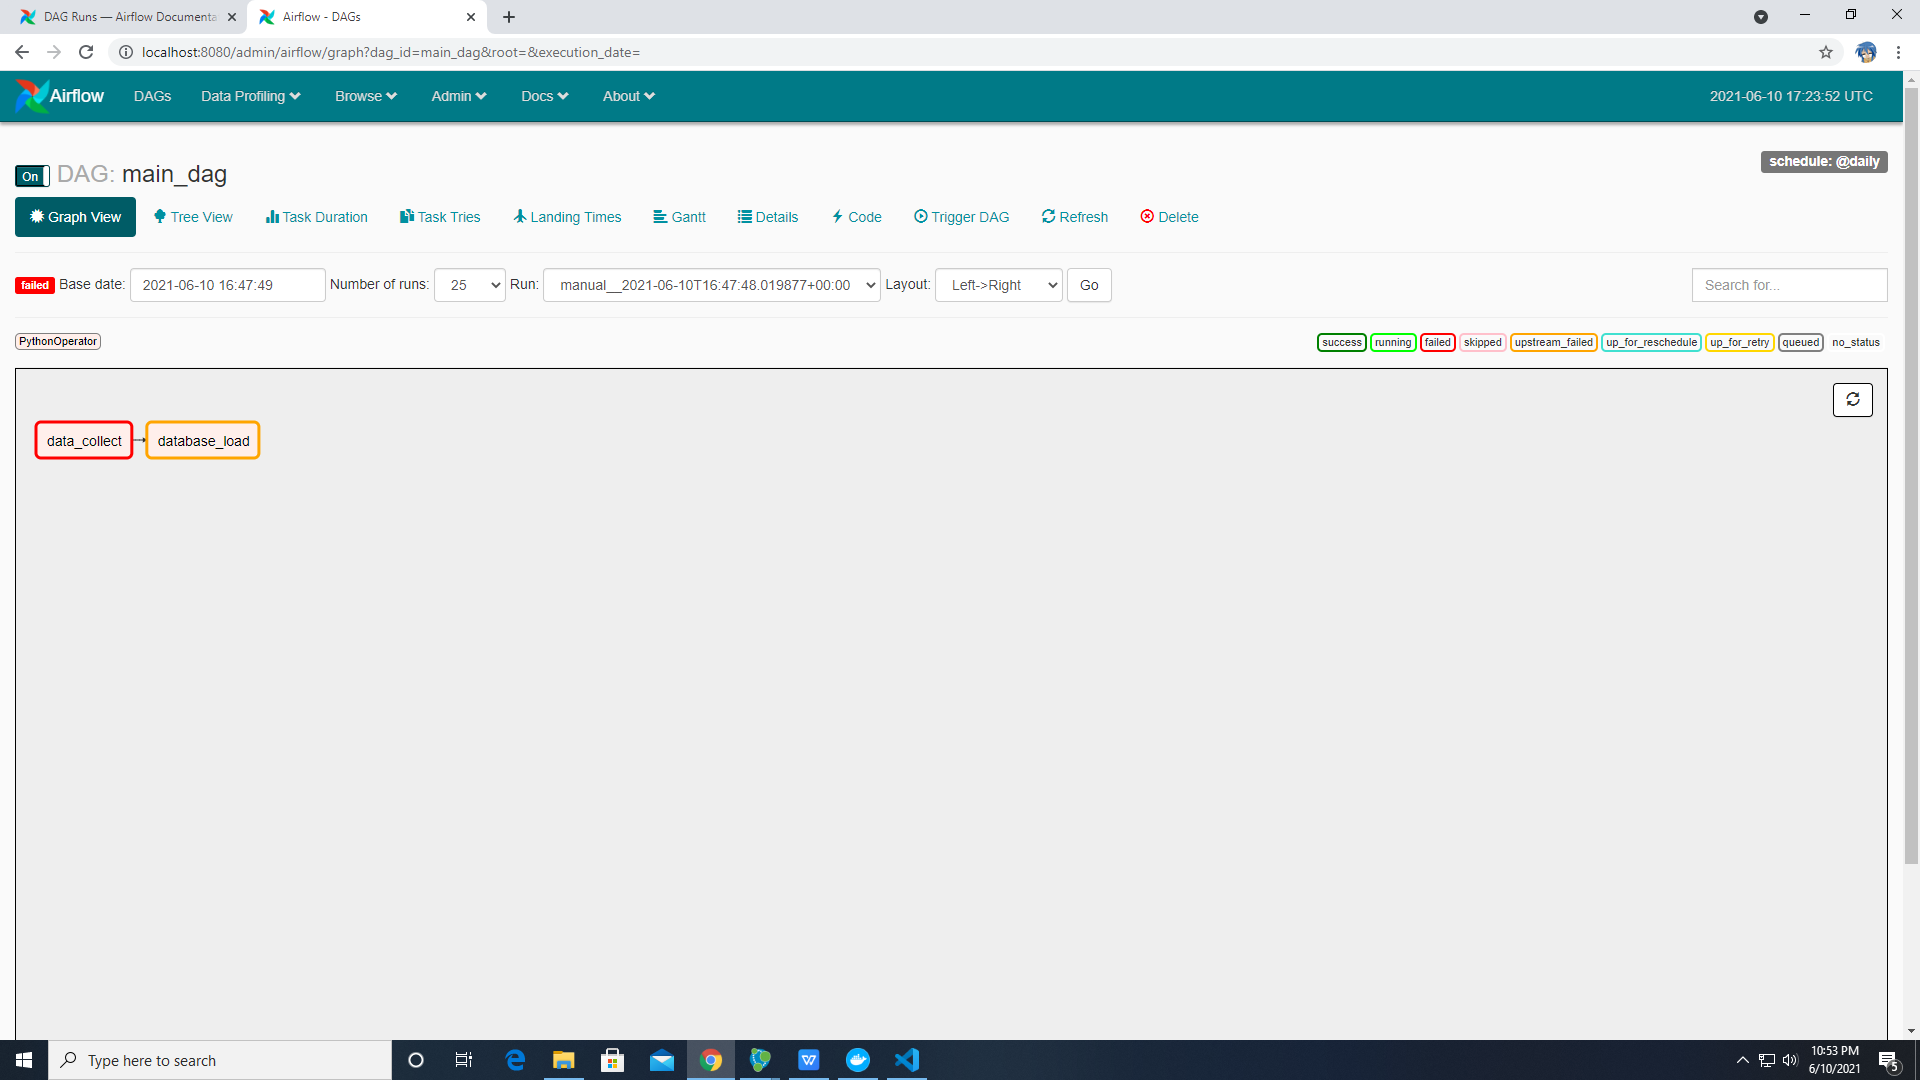 DAG Runs — Airflow Documenta
Airflow - DAGs
localhost:8080/admin/airflow/graph?dag_id=main_dag&root=&execution_date=
Airflow DAGs Data Profiling Browse Admin Docs About 2021-06-10 17:23:52 UTC
On DAG: main_dag schedule: @daily
Graph View Tree View Task Duration Task Tries Landing Times Gantt Details Code Trigger DAG Refresh Delete
failed Base date: 2021-06-10 16:47:49 Number of runs: 25 Run: manual__2021-06-10T16:47:48.019877+00:00 Layout: Left->Right Go Search for...
PythonOperator success running failed skipped upstream_failed up_for_reschedule up_for_retry queued no_status
data_collect database_load
Type here to search
10:53 PM
6/10/2021
5